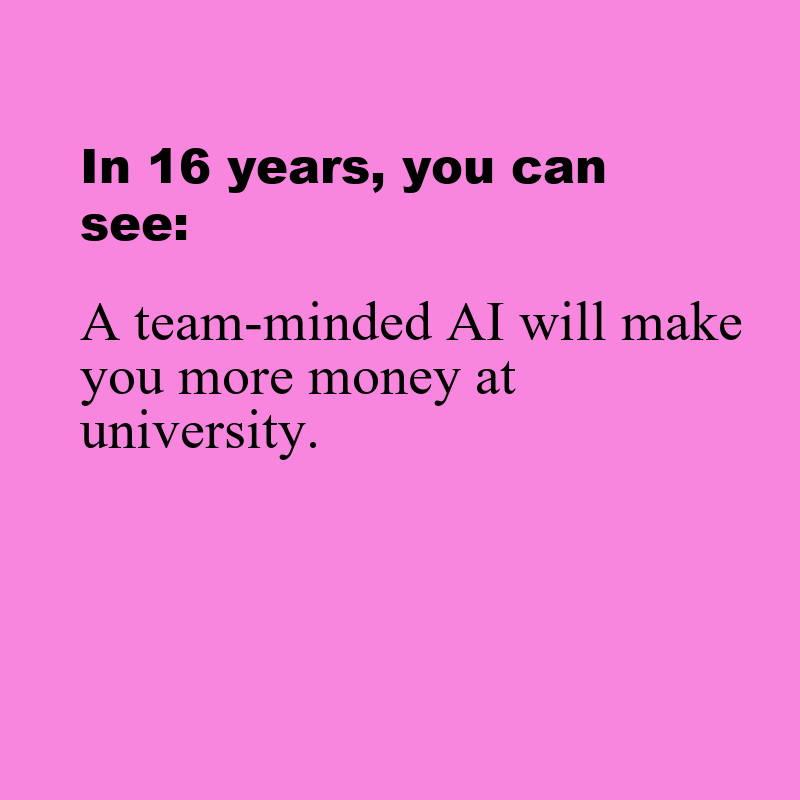 In 16 years, you can
see:
A team-minded AI will make
you more money at
university.